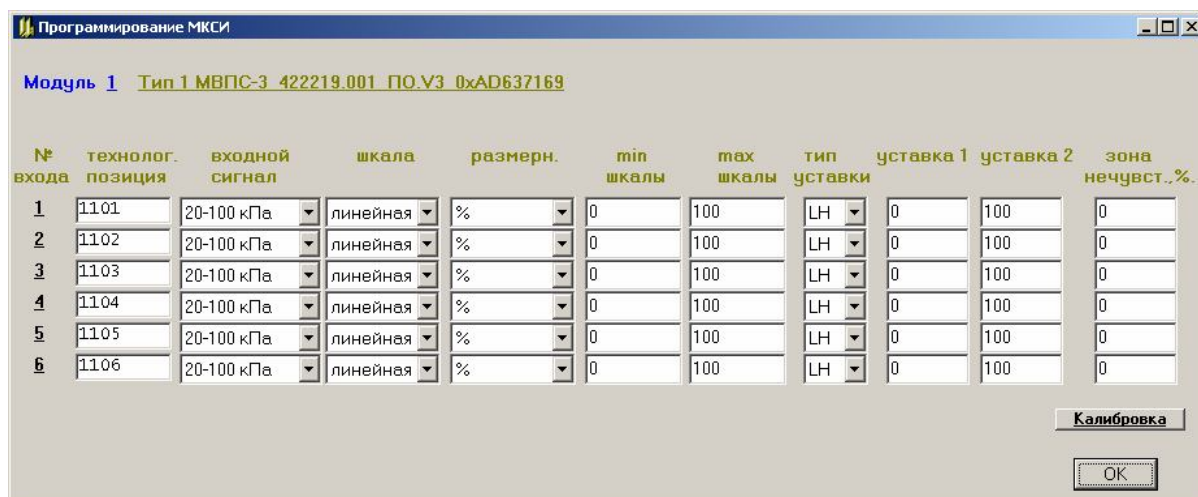 Программирование МКСИ
Модуль 1 Тип 1 МВПС-3 422219.001 ПО.V3 0xAD637169
№ входа технолог. позиция входной сигнал шкала размерн. min шкалы max шкалы тип уставки уставка 1 уставка 2 зона нечувст.,%.
1 1101 20-100 кПа линейная % 0 100 LH 0 100 0
2 1102 20-100 кПа линейная % 0 100 LH 0 100 0
3 1103 20-100 кПа линейная % 0 100 LH 0 100 0
4 1104 20-100 кПа линейная % 0 100 LH 0 100 0
5 1105 20-100 кПа линейная % 0 100 LH 0 100 0
6 1106 20-100 кПа линейная % 0 100 LH 0 100 0
Калибровка
OK